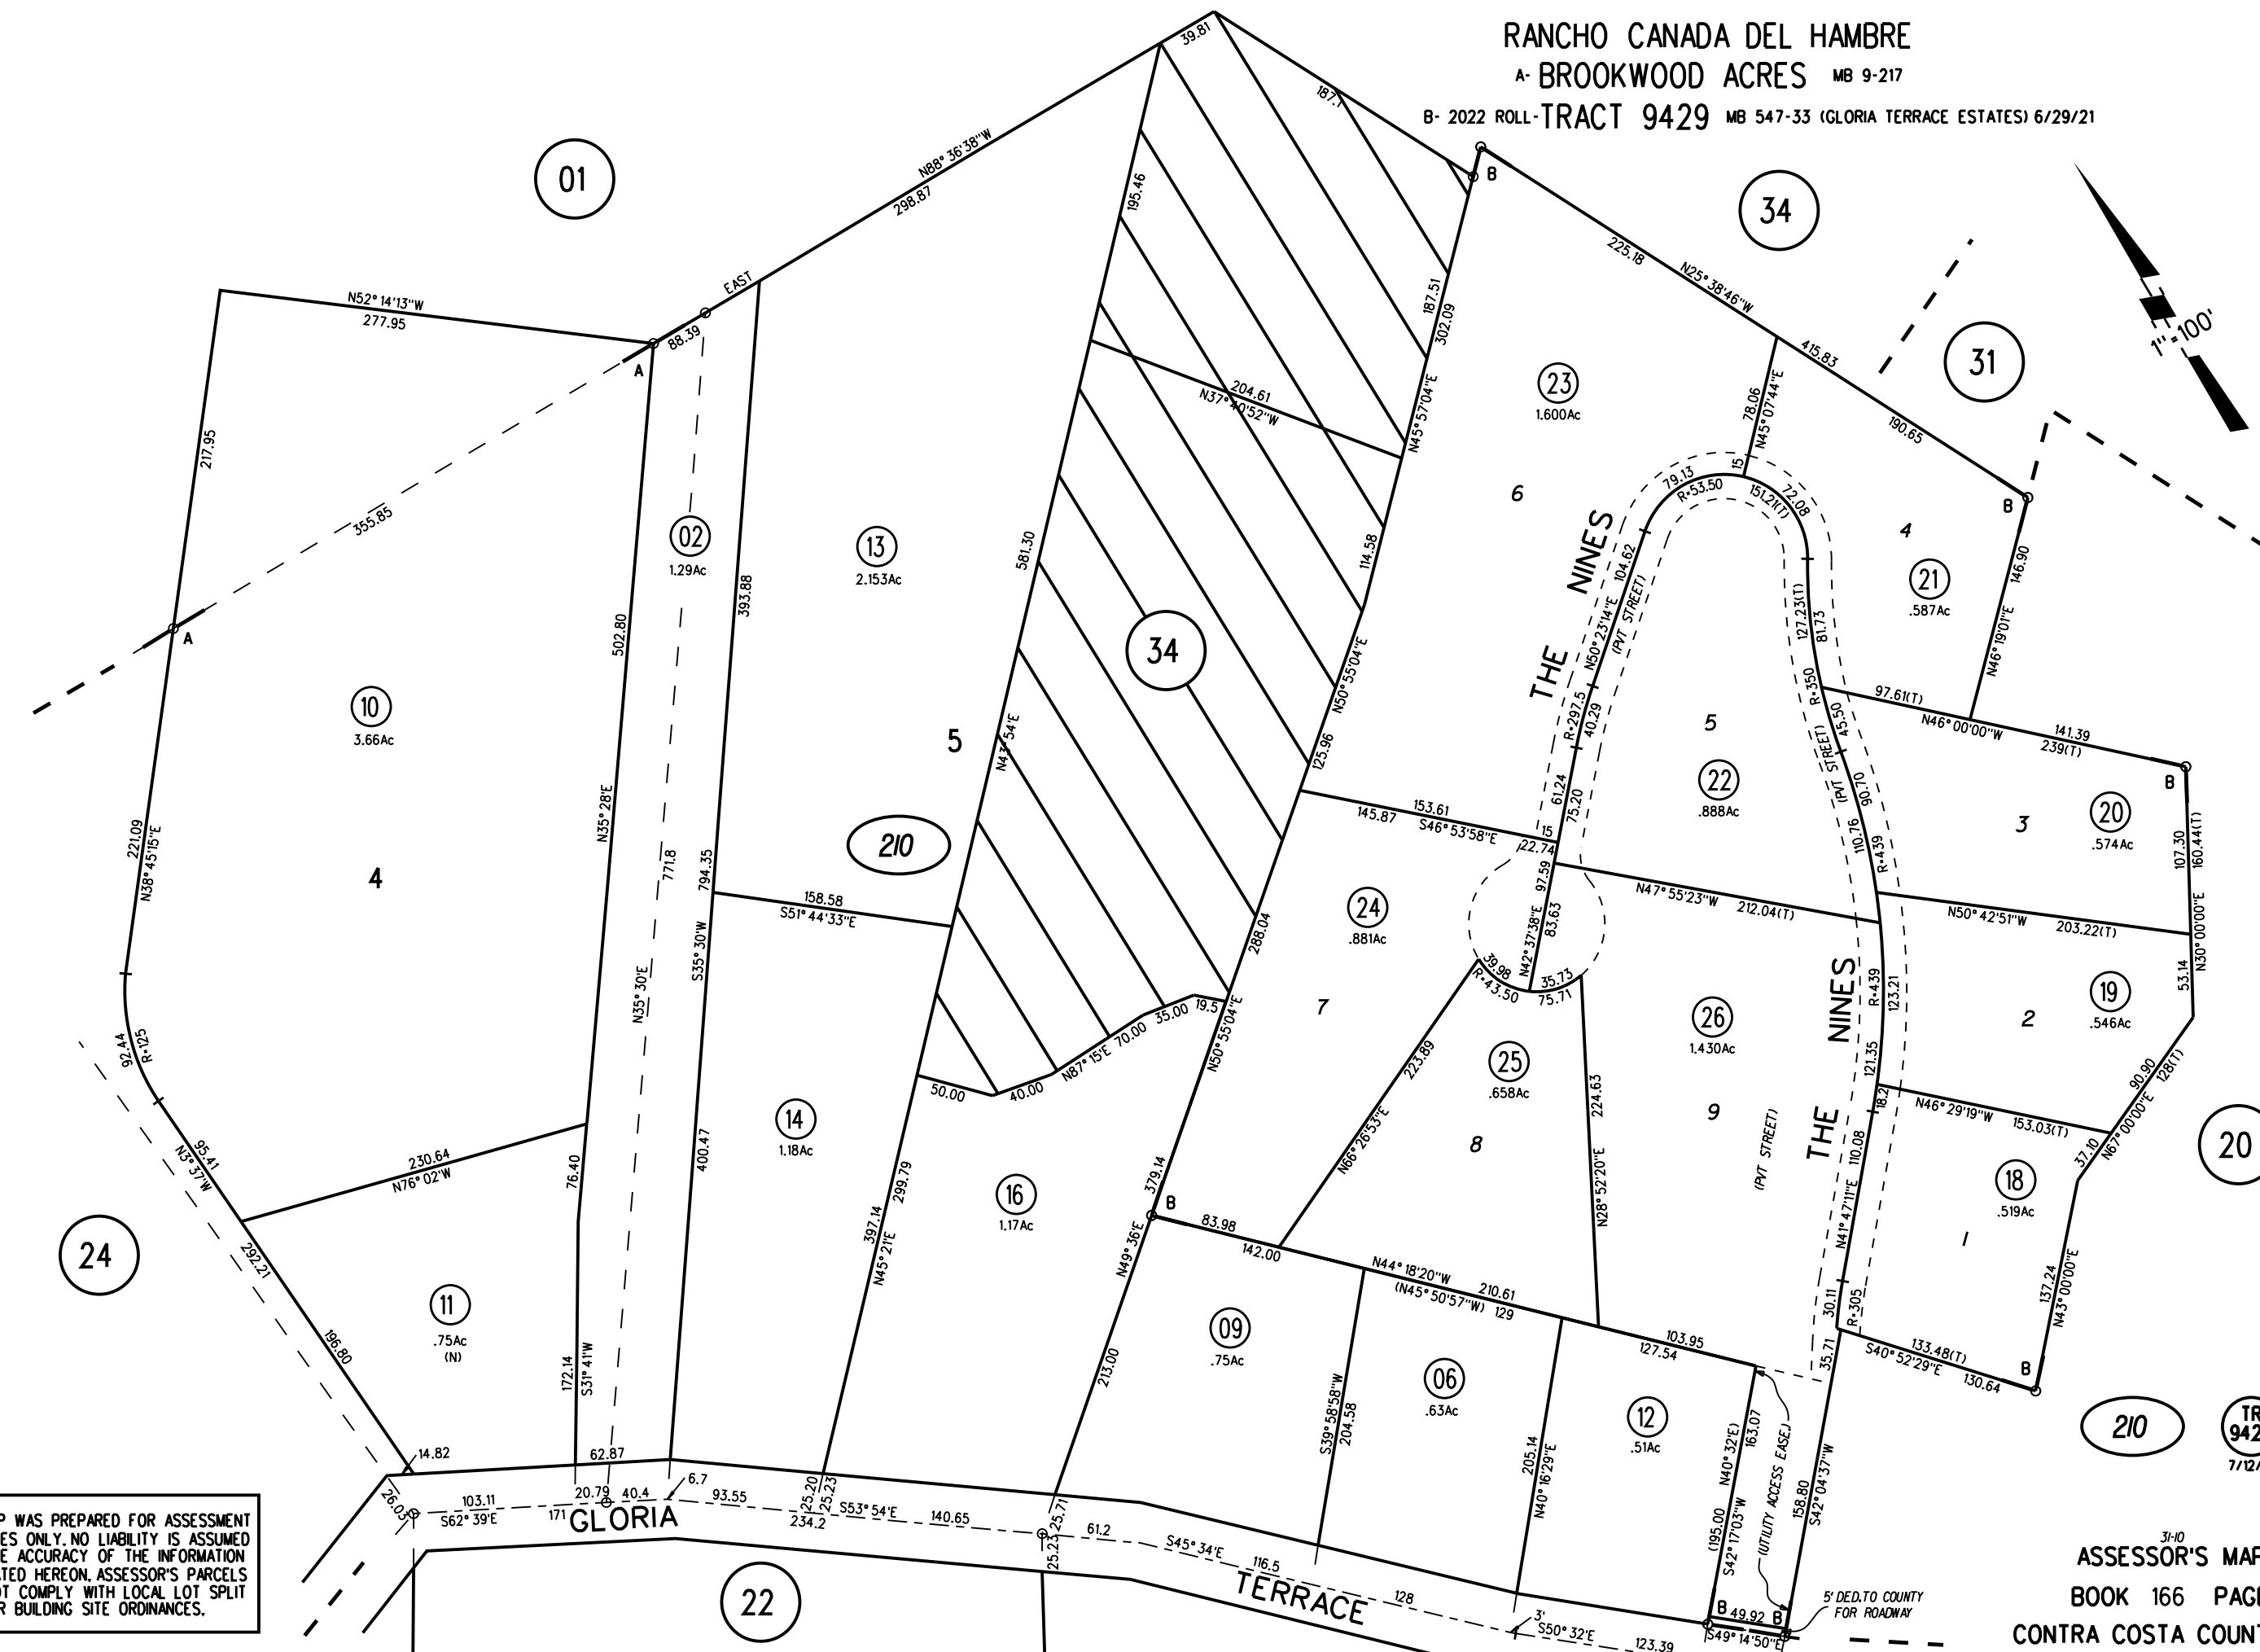 RANCHO CANADA DEL HAMBRE
A- BROOKWOOD ACRES MB 9-217
B- 2022 ROLL- TRACT 9429 MB 547-33 (GLORIA TERRACE ESTATES) 6/29/21
01
34
31
1"=100'
39.81
187.1
N88°36'38"W
298.87
EAST
88.39
A
N52°14'13"W
277.95
217.95
355.85
A
195.46
B
225.18
N25°38'46"W
415.83
190.65
B
187.51
302.09
N45°57'04"E
204.61
N37°40'52"W
23
1.600Ac
6
78.06
N45°07'44"E
15
79.13
R=53.50
151.21(T)
72.08
02
1.29Ac
13
2.153Ac
393.88
502.80
581.30
114.58
34
THE NINES
104.62
N50°23'14"E
(PVT STREET)
R=297.5
40.29
61.24
75.20
127.23(T)
81.73
R=350
4
21
.587Ac
146.90
N46°19'01"E
97.61(T)
N46°00'00"W
141.39
239(T)
B
10
3.66Ac
4
221.09
N38°45'15"E
N35°28'E
771.8
794.35
5
N43°54'E
210
N50°55'04"E
125.96
153.61
145.87
S46°53'58"E
15
22.74
5
22
.888Ac
45.50
(PVT STREET)
90.70
110.76
R=439
3
20
.574Ac
107.30
160.44(T)
N30°00'00"E
158.58
S51°44'33"E
S35°30'W
N35°30'E
288.04
24
.881Ac
7
97.59
N42°37'38"E
83.63
39.98
R=43.50
35.73
75.71
N47°55'23"W
212.04(T)
N50°42'51"W
203.22(T)
53.14
19
.546Ac
2
92.44
R=125
95.41
N3°37'W
230.64
N76°02'W
76.40
400.47
14
1.18Ac
50.00
40.00
N87°15'E
70.00
35.00
19.5
N50°55'04"E
223.89
N66°26'53"E
25
.658Ac
8
224.63
N28°52'20"E
26
1.430Ac
9
(PVT STREET)
THE NINES
R=439
123.21
121.35
18.2
N46°29'19"W
153.03(T)
90.90
128(T)
N67°00'00"E
37.10
20
18
.519Ac
1
110.08
N41°47'11"E
137.24
N43°00'00"E
24
292.21
196.80
11
.75Ac
(N)
172.14
S31°41'W
299.79
397.14
N45°21'E
16
1.17Ac
379.14
B
N49°36'E
213.00
83.98
142.00
N44°18'20"W
210.61
(N45°50'57"W) 129
103.95
127.54
30.11
R=305
35.71
133.48(T)
S40°52'29"E
130.64
B
09
.75Ac
S39°58'58"W
204.58
06
.63Ac
205.14
N40°16'29"E
12
.51Ac
N40°32'E)
163.07
(195.00
S42°17'03"W
(UTILITY ACCESS EASE.)
158.80
S42°04'37"W
210
TR
942
7/12/
14.82
62.87
26.03
103.11
S62°39'E
20.79
171
40.4
6.7
93.55
234.2
25.20
25.23
S53°54'E
140.65
25.71
25.23
61.2
S45°34'E
116.5
128
3'
S50°32'E
123.39
GLORIA TERRACE
22
B
49.92
B
S49°14'50"E
5' DED.TO COUNTY
FOR ROADWAY
P WAS PREPARED FOR ASSESSMENT
ES ONLY. NO LIABILITY IS ASSUMED
E ACCURACY OF THE INFORMATION
TED HEREON. ASSESSOR'S PARCELS
OT COMPLY WITH LOCAL LOT SPLIT
R BUILDING SITE ORDINANCES.
31-10
ASSESSOR'S MAP
BOOK 166 PAGE
CONTRA COSTA COUN